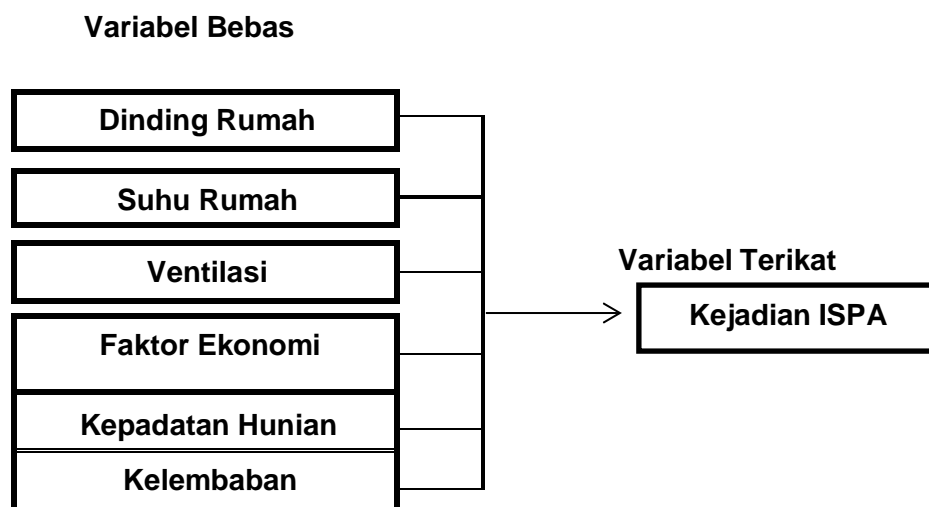 Variabel Bebas
Dinding Rumah
Suhu Rumah
Ventilasi
Faktor Ekonomi
Kepadatan Hunian
Kelembaban
Variabel Terikat
Kejadian ISPA